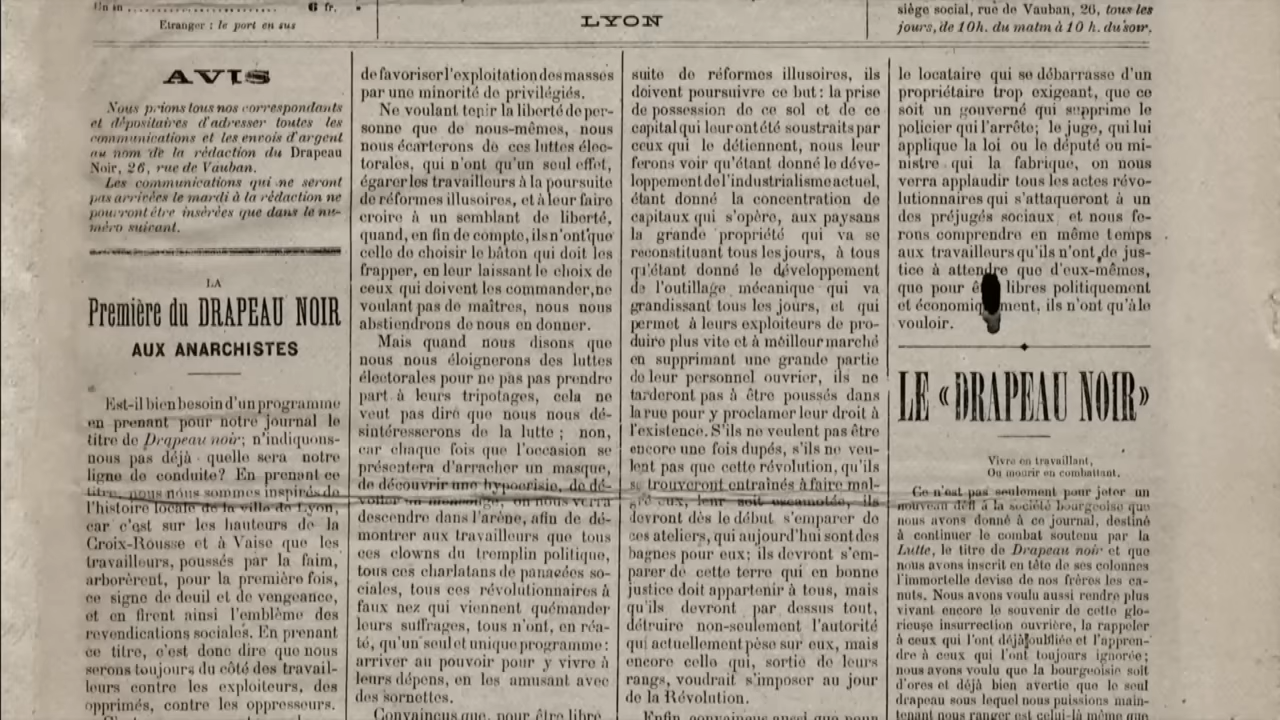 Un an 6 fr.
Etranger : le port en sus
LYON
siège social, rue de Vauban, 26, tous les
jours, de 10h. du matin à 10 h. du soir.
AVIS
Nous prions tous nos correspondants
et dépositaires d'adresser toutes les
communications et les envois d'argent
au nom de la rédaction du Drapeau
Noir, 26, rue de Vauban.
Les communications qui ne seront
pas arrivées le mardi à la rédaction ne
pourront être insérées que dans le nu-
méro suivant.
LA
Première du DRAPEAU NOIR
AUX ANARCHISTES
Est-il bien besoin d'un programme
en prenant pour notre journal le
titre de Drapeau noir; n'indiquons-
nous pas déjà quelle sera notre
ligne de conduite? En prenant ce
titre, nous nous sommes inspirés de
l'histoire locale de la ville de Lyon,
car c'est sur les hauteurs de la
Croix-Rousse et à Vaise que les
travailleurs, poussés par la faim,
arborèrent, pour la première fois,
ce signe de deuil et de vengeance,
et en firent ainsi l'emblème des
revendications sociales. En prenant
ce titre, c'est donc dire que nous
serons toujours du côté des travail-
leurs contre les exploiteurs, des
opprimés, contre les oppresseurs.
de favoriser l'exploitation des masses
par une minorité de privilégiés.
Ne voulant tenir la liberté de per-
sonne que de nous-mêmes, nous
nous écarterons de ces luttes élec-
torales, qui n'ont qu'un seul effet,
égarer les travailleurs à la poursuite
de réformes illusoires, et à leur faire
croire à un semblant de liberté,
quand, en fin de compte, ils n'ont que
celle de choisir le bâton qui doit les
frapper, en leur laissant le choix de
ceux qui doivent les commander, ne
voulant pas de maîtres, nous nous
abstiendrons de nous en donner.
Mais quand nous disons que
nous nous éloignerons des luttes
électorales pour ne pas pas prendre
part à leurs tripotages, cela ne
veut pas dire que nous nous dé-
sintéresserons de la lutte ; non,
car chaque fois que l'occasion se
présentera d'arracher un masque,
de découvrir une hypocrisie, de dé-
voiler un mensonge, on nous verra
descendre dans l'arène, afin de dé-
montrer aux travailleurs que tous
ces clowns du tremplin politique,
tous ces charlatans de panacées so-
ciales, tous ces révolutionnaires à
faux nez qui viennent quémander
leurs suffrages, tous n'ont, en réa-
té, qu'un seul et unique programme :
arriver au pouvoir pour y vivre à
leurs dépens, en les amusant avec
des sornettes.
Convaincus que, pour être libre
suite de réformes illusoires, ils
doivent poursuivre ce but : la prise
de possession de ce sol et de ce
capital qui leur ont été soustraits par
ceux qui le détiennent, nous leur
ferons voir qu'étant donné le déve-
loppement de l'industrialisme actuel,
étant donné la concentration de
capitaux qui s'opère, aux paysans
la grande propriété qui va se
reconstituant tous les jours, à tous
qu'étant donné le développement
de l'outillage mécanique qui va
grandissant tous les jours, et qui
permet à leurs exploiteurs de pro-
duire plus vite et à meilleur marché
en supprimant une grande partie
de leur personnel ouvrier, ils ne
tarderont pas à être poussés dans
la rue pour y proclamer leur droit à
l'existence. S'ils ne veulent pas être
encore une fois dupés, s'ils ne veu-
lent pas que cette révolution, qu'ils
se trouveront entraînés à faire mal-
gré eux, leur soit escamotée, ils
devront dès le début s'emparer de
ces ateliers, qui aujourd'hui sont des
bagnes pour eux; ils devront s'em-
parer de cette terre qui en bonne
justice doit appartenir à tous, mais
qu'ils devront par dessus tout,
détruire non-seulement l'autorité
qui actuellement pèse sur eux, mais
encore celle qui, sortie de leurs
rangs, voudrait s'imposer au jour
de la Révolution.
Enfin convaincus aussi que nous
le locataire qui se débarrasse d'un
propriétaire trop exigeant, que ce
soit un gouverné qui supprime le
policier qui l'arrête; le juge, qui lui
applique la loi ou le député ou mi-
nistre qui la fabrique, on nous
verra applaudir tous les actes révo-
lutionnaires qui s'attaqueront à un
des préjugés sociaux et nous fe-
rons comprendre en même temps
aux travailleurs qu'ils n'ont de jus-
tice à attendre que d'eux-mêmes,
que pour libres politiquement
et ils n'ont qu'à le
vouloir.
LE « DRAPEAU NOIR »
Vivre en travaillant,
Ou mourir en combattant.
Ce n'est pas seulement pour jeter un
nouveau défi à la société bourgeoise que
nous avons donné à ce journal, destiné
à continuer le combat soutenu par la
Lutte, le titre de Drapeau noir et que
nous avons inscrit en tête de ses colonnes
l'immortelle devise de nos frères les ca-
nuts. Nous avons voulu aussi rendre plus
vivant encore le souvenir de cette glo-
rieuse insurrection ouvrière, la rappeler
à ceux qui l'ont déjà oubliée et l'appren-
dre à ceux qui l'ont toujours ignorée;
nous avons voulu que la bourgeoisie soit
d'ores et déjà bien avertie que le seul
drapeau sous lequel nous puissions main-
tenant nous ranger est celui-là même que